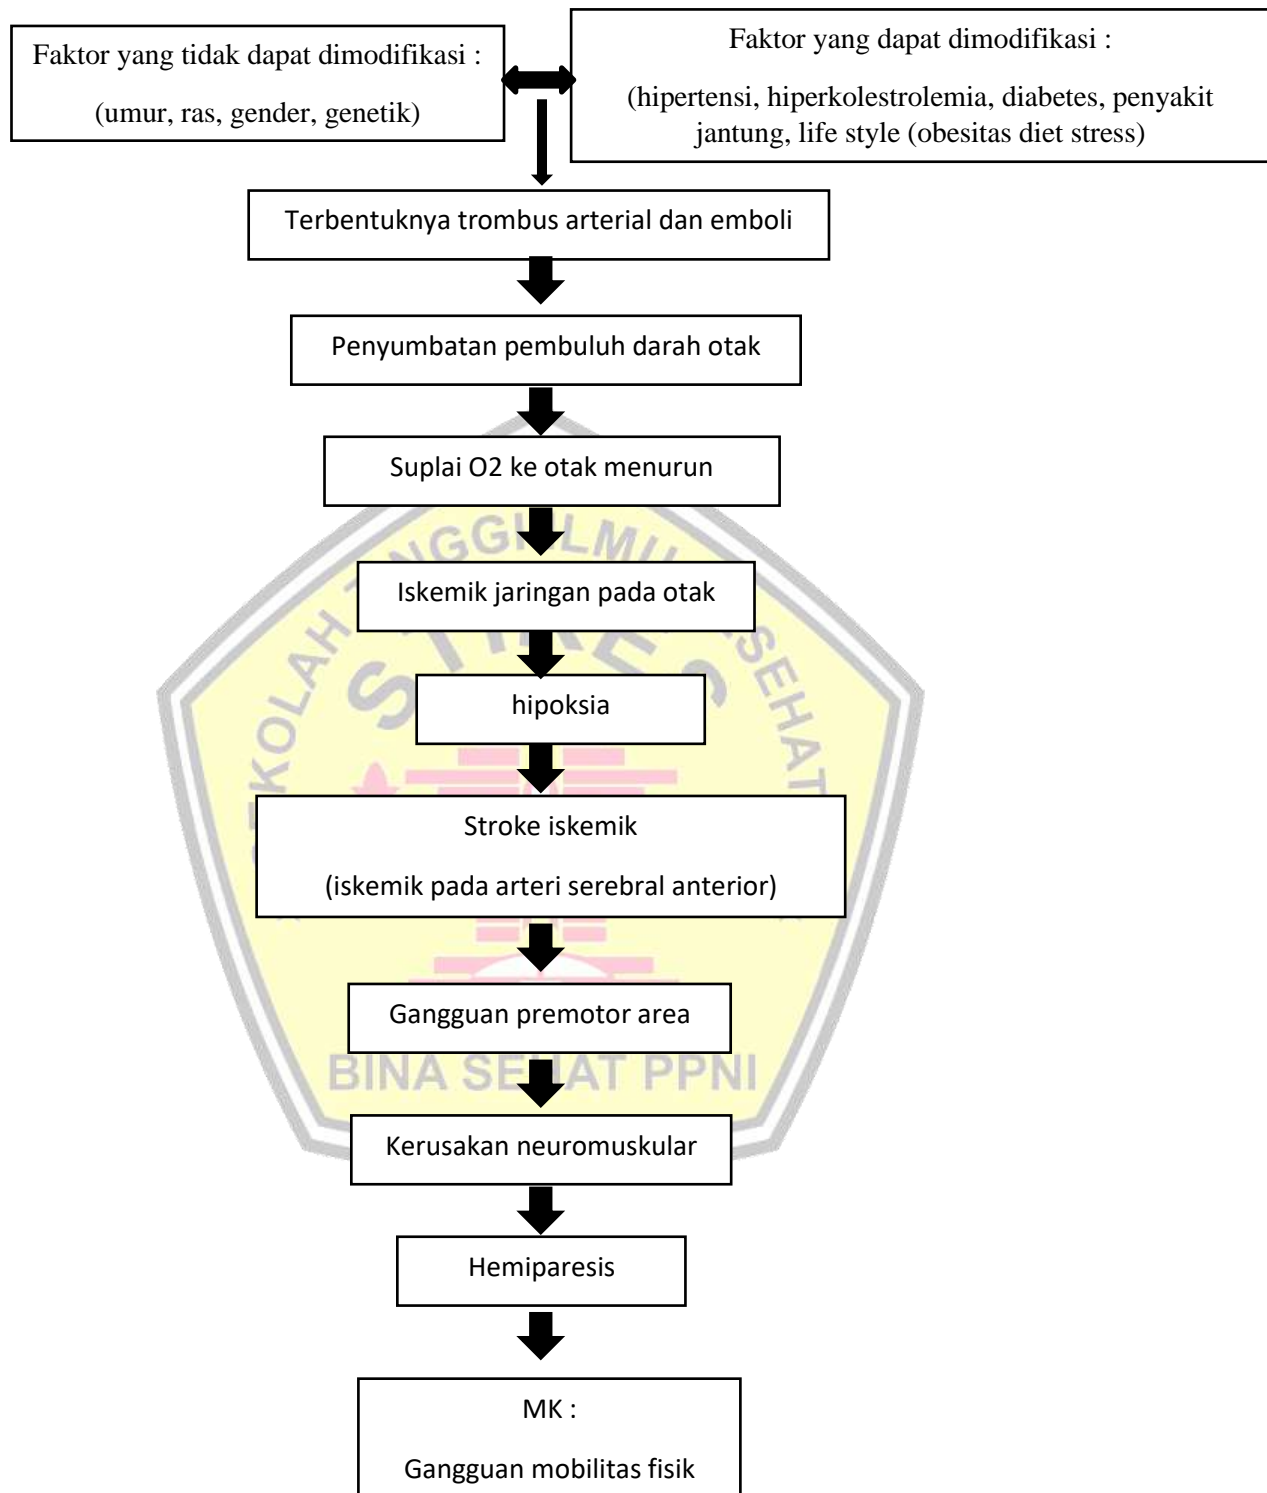 Faktor yang tidak dapat dimodifikasi :
(umur, ras, gender, genetik)
Faktor yang dapat dimodifikasi :
(hipertensi, hiperkolestrolemia, diabetes, penyakit
jantung, life style (obesitas diet stress)
Terbentuknya trombus arterial dan emboli
Penyumbatan pembuluh darah otak
Suplai O2 ke otak menurun
Iskemik jaringan pada otak
hipoksia
Stroke iskemik
(iskemik pada arteri serebral anterior)
Gangguan premotor area
BINA SEHAT PPNI
Kerusakan neuromuskular
Hemiparesis
MK :
Gangguan mobilitas fisik